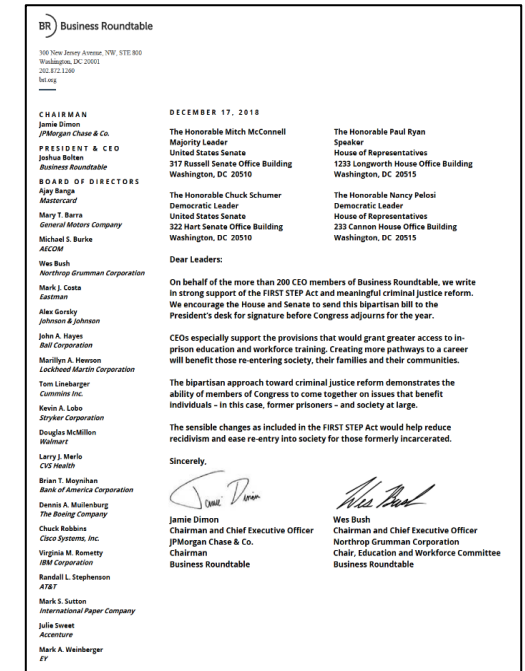 BR Business Roundtable
300 New Jersey Avenue, NW, STE 800
Washington, DC 20001
202.872.1260
brt.org
CHAIRMAN
Jamie Dimon
JPMorgan Chase & Co.
PRESIDENT & CEO
Joshua Bolten
Business Roundtable
BOARD OF DIRECTORS
Ajay Banga
Mastercard
Mary T. Barra
General Motors Company
Michael S. Burke
AECOM
Wes Bush
Northrop Grumman Corporation
Mark J. Costa
Eastman
Alex Gorsky
Johnson & Johnson
John A. Hayes
Ball Corporation
Marillyn A. Hewson
Lockheed Martin Corporation
Tom Linebarger
Cummins Inc.
Kevin A. Lobo
Stryker Corporation
Douglas McMillon
Walmart
Larry J. Merlo
CVS Health
Brian T. Moynihan
Bank of America Corporation
Dennis A. Muilenburg
The Boeing Company
Chuck Robbins
Cisco Systems, Inc.
Virginia M. Rometty
IBM Corporation
Randall L. Stephenson
AT&T
Mark S. Sutton
International Paper Company
Julie Sweet
Accenture
Mark A. Weinberger
EY
DECEMBER 17, 2018
The Honorable Mitch McConnell
Majority Leader
United States Senate
317 Russell Senate Office Building
Washington, DC 20510
The Honorable Paul Ryan
Speaker
House of Representatives
1233 Longworth House Office Building
Washington, DC 20515
The Honorable Chuck Schumer
Democratic Leader
United States Senate
322 Hart Senate Office Building
Washington, DC 20510
The Honorable Nancy Pelosi
Democratic Leader
House of Representatives
233 Cannon House Office Building
Washington, DC 20515
Dear Leaders:
On behalf of the more than 200 CEO members of Business Roundtable, we write
in strong support of the FIRST STEP Act and meaningful criminal justice reform.
We encourage the House and Senate to send this bipartisan bill to the
President's desk for signature before Congress adjourns for the year.
CEOs especially support the provisions that would grant greater access to in-
prison education and workforce training. Creating more pathways to a career
will benefit those re-entering society, their families and their communities.
The bipartisan approach toward criminal justice reform demonstrates the
ability of members of Congress to come together on issues that benefit
individuals – in this case, former prisoners – and society at large.
The sensible changes as included in the FIRST STEP Act would help reduce
recidivism and ease re-entry into society for those formerly incarcerated.
Sincerely,
Jamie Dimon
Jamie Dimon
Chairman and Chief Executive Officer
JPMorgan Chase & Co.
Chairman
Business Roundtable
Wes Bush
Wes Bush
Chairman and Chief Executive Officer
Northrop Grumman Corporation
Chair, Education and Workforce Committee
Business Roundtable